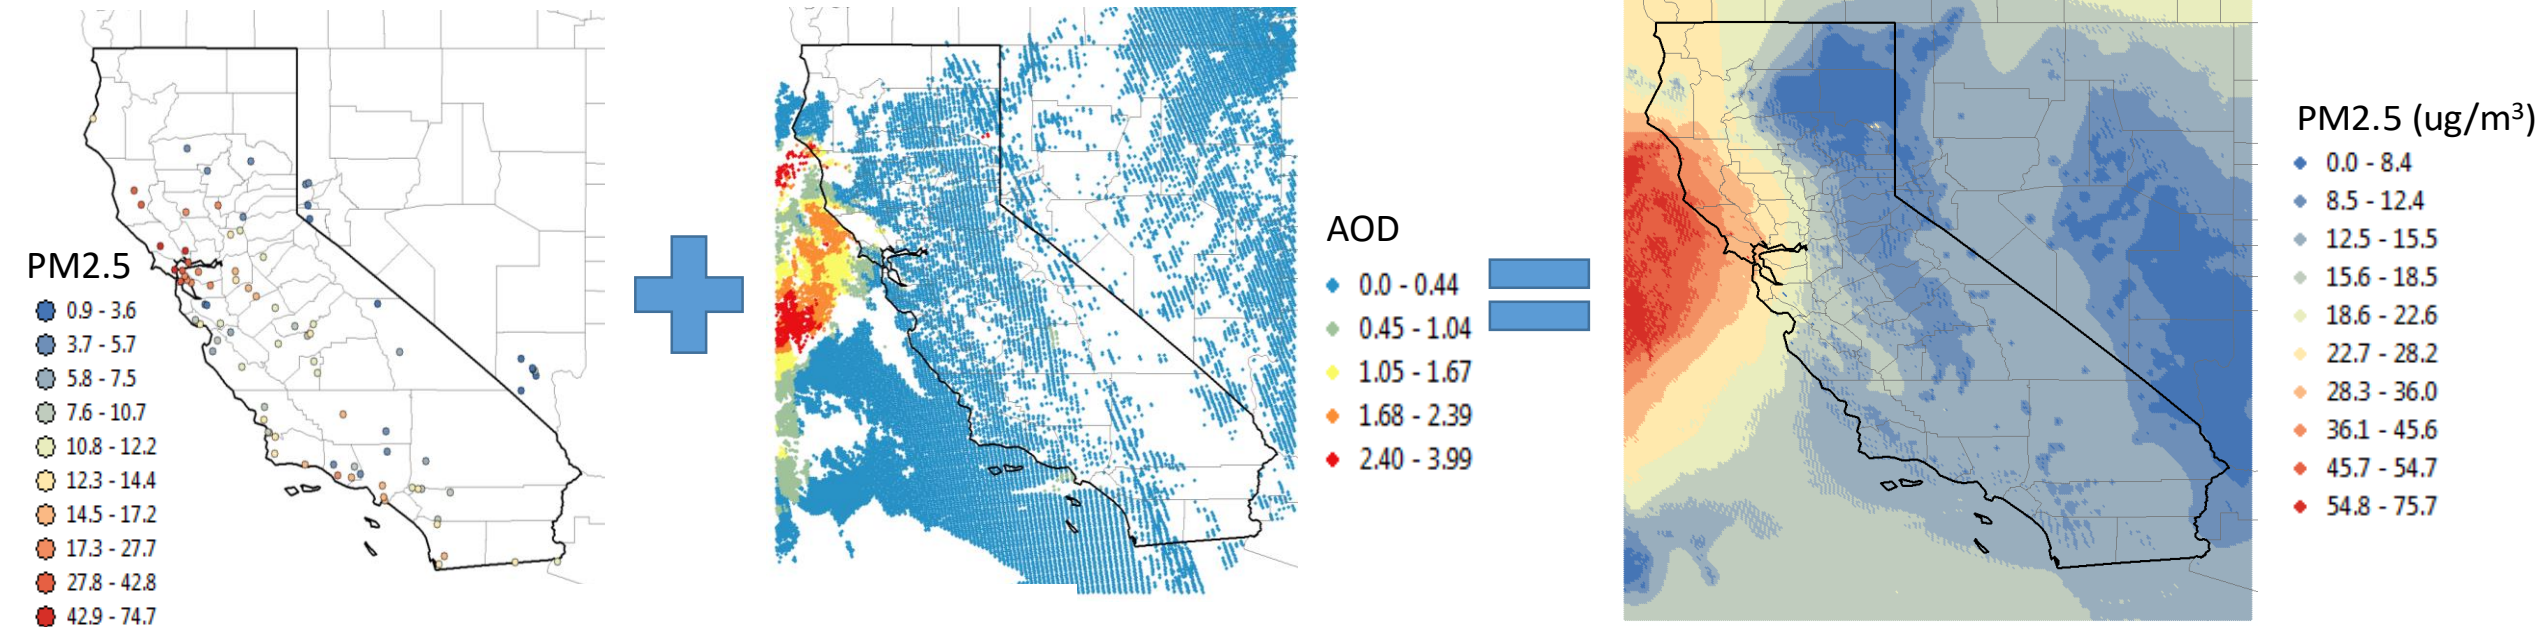 PM2.5
0.9 - 3.6
3.7 - 5.7
5.8 - 7.5
7.6 - 10.7
10.8 - 12.2
12.3 - 14.4
14.5 - 17.2
17.3 - 27.7
27.8 - 42.8
42.9 - 74.7
AOD
0.0 - 0.44
0.45 - 1.04
1.05 - 1.67
1.68 - 2.39
2.40 - 3.99
PM2.5 (ug/m³)
0.0 - 8.4
8.5 - 12.4
12.5 - 15.5
15.6 - 18.5
18.6 - 22.6
22.7 - 28.2
28.3 - 36.0
36.1 - 45.6
45.7 - 54.7
54.8 - 75.7